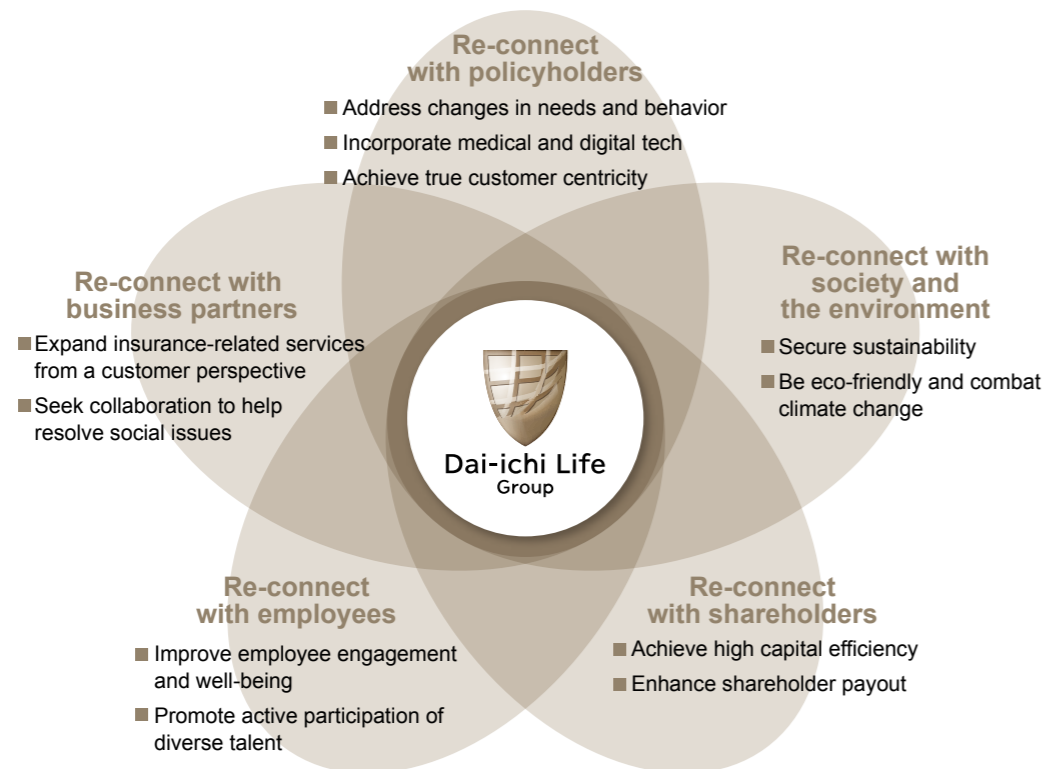 Re-connect
with policyholders
■ Address changes in needs and behavior
■ Incorporate medical and digital tech
■ Achieve true customer centricity
Re-connect with
society and
the environment
■ Secure sustainability
■ Be eco-friendly and combat
climate change
Re-connect with
business partners
■ Expand insurance-related services
from a customer perspective
■ Seek collaboration to help
resolve social issues
Dai-ichi Life
Group
Re-connect
with employees
■ Improve employee engagement
and well-being
■ Promote active participation of
diverse talent
Re-connect
with shareholders
■ Achieve high capital efficiency
■ Enhance shareholder payout